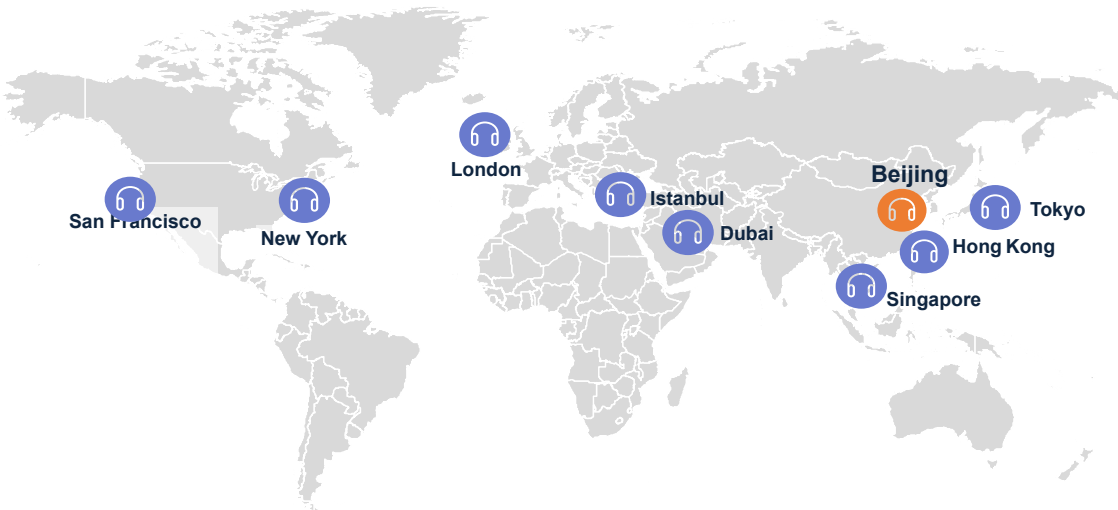 London
Beijing
San Francisco
New York
Istanbul
Dubai
Tokyo
Hong Kong
Singapore